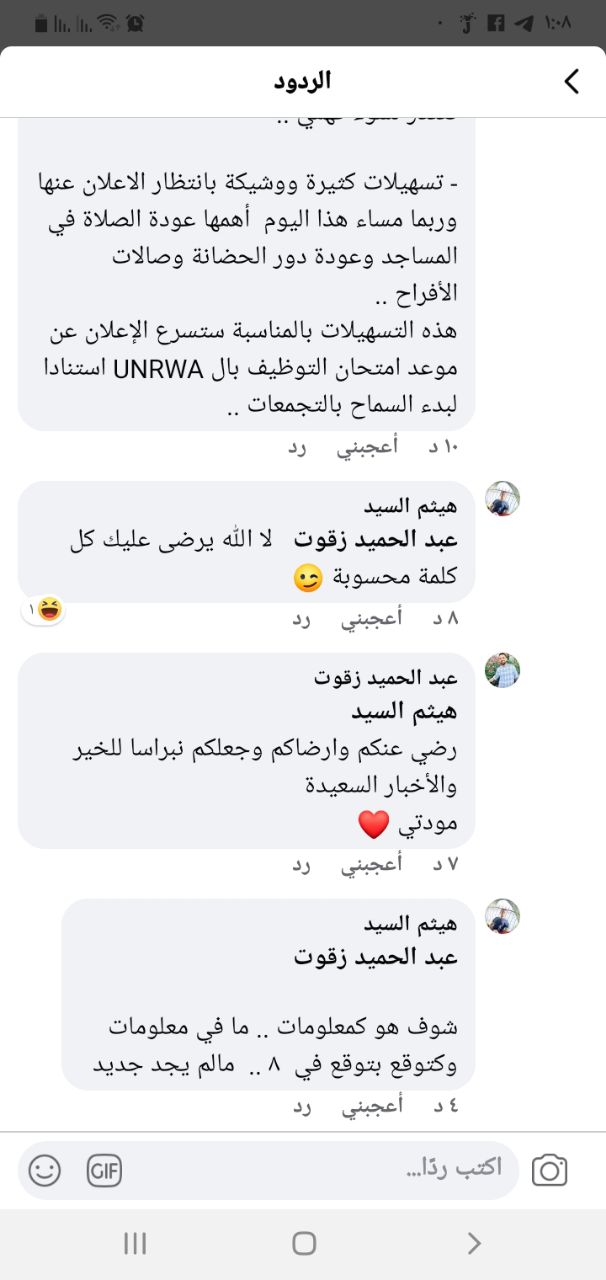 ١:٠٨
الردود
- تسهيلات كثيرة ووشيكة بانتظار الاعلان عنها
وربما مساء هذا اليوم أهمها عودة الصلاة في
المساجد وعودة دور الحضانة وصالات
الأفراح ..
هذه التسهيلات بالمناسبة ستسرع الإعلان عن
موعد امتحان التوظيف بال UNRWA استنادا
لبدء السماح بالتجمعات ..
١٠ د أعجبني رد
هيثم السيد
عبد الحميد زقوت لا الله يرضى عليك كل
كلمة محسوبة 😉
٨ د أعجبني رد
١
عبد الحميد زقوت
هيثم السيد
رضي عنكم وارضاكم وجعلكم نبراسا للخير
والأخبار السعيدة
مودتي ❤️
٧ د أعجبني رد
هيثم السيد
عبد الحميد زقوت
شوف هو كمعلومات .. ما في معلومات
وكتوقع بتوقع في ٨ .. مالم يجد جديد
٤ د أعجبني رد
اكتب ردًا...
GIF